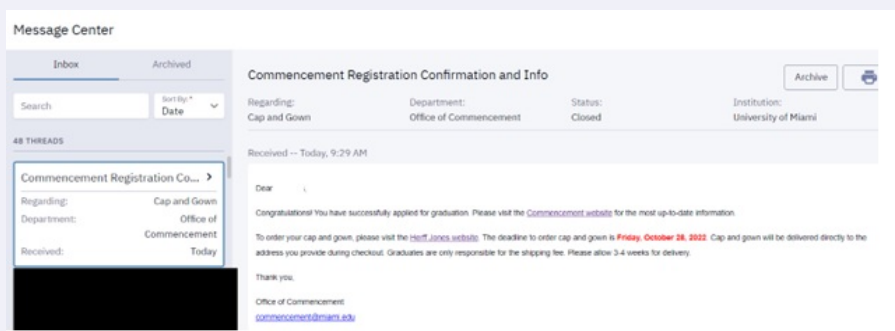 Message Center
Inbox
Archived
Search
Sort By:*
Date
48 THREADS
Commencement Registration Co... >
Regarding:
Cap and Gown
Department:
Office of
Commencement
Received:
Today
Commencement Registration Confirmation and Info
Archive
Regarding:
Department:
Status:
Institution:
Cap and Gown
Office of Commencement
Closed
University of Miami
Received -- Today, 9:29 AM
Dear
Congratulations! You have successfully applied for graduation. Please visit the Commencement website for the most up-to-date information.
To order your cap and gown, please visit the Herff Jones website. The deadline to order cap and gown is Friday, October 28, 2022. Cap and gown will be delivered directly to the
address you provide during checkout. Graduates are only responsible for the shipping fee. Please allow 3-4 weeks for delivery.
Thank you,
Office of Commencement
commencement@miami.edu